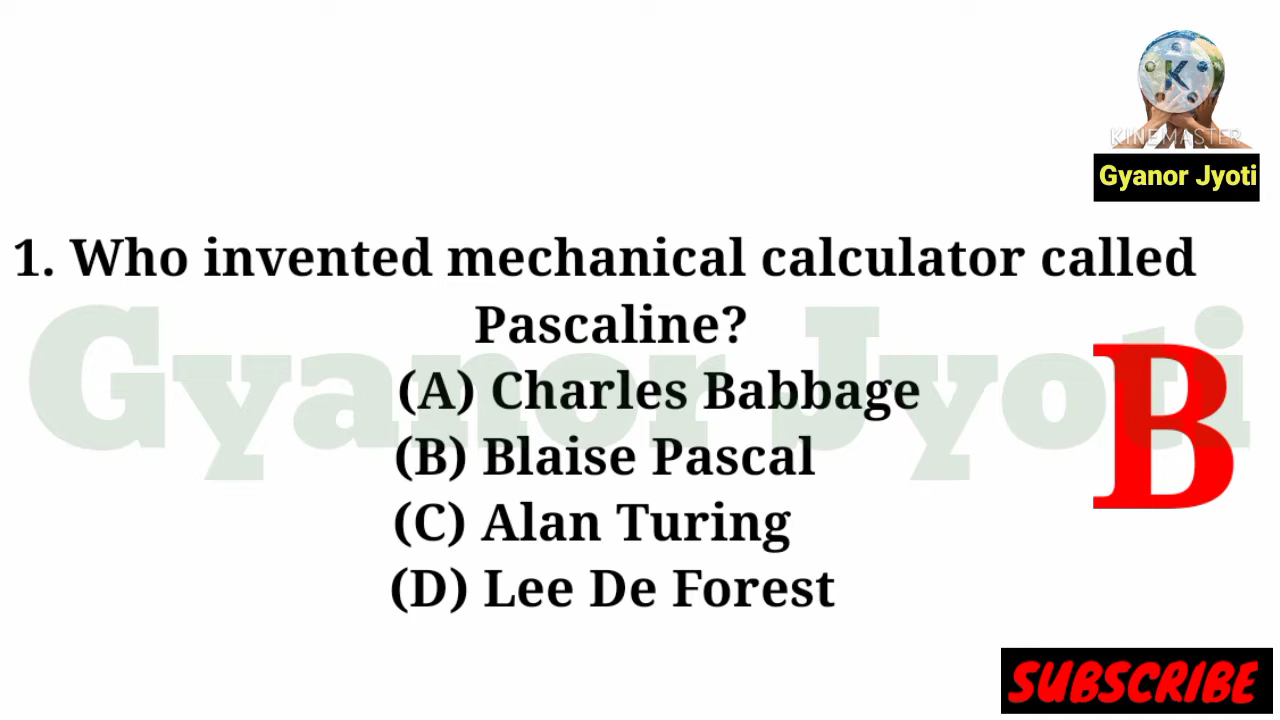 K
KINEMASTER
Gyanor Jyoti
1. Who invented mechanical calculator called
Pascaline?
(A) Charles Babbage
(B) Blaise Pascal
(C) Alan Turing
(D) Lee De Forest
Gyanor Jyoti
B
SUBSCRIBE